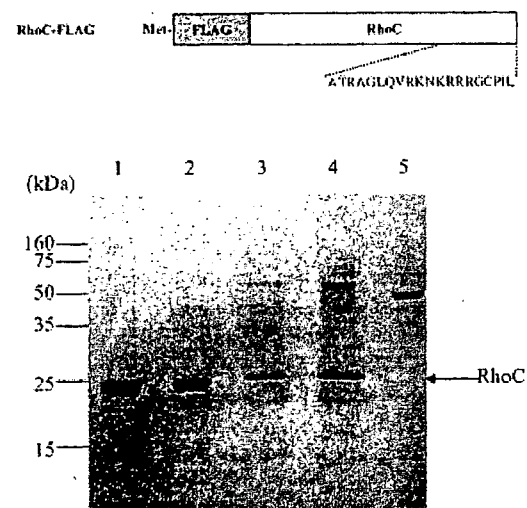 RhoC-FLAG Met- FLAG RhoC
ATRAGLQVRKNKRRRGCPIL
1 2 3 4 5
(kDa)
160
75
50
35
25
15
RhoC